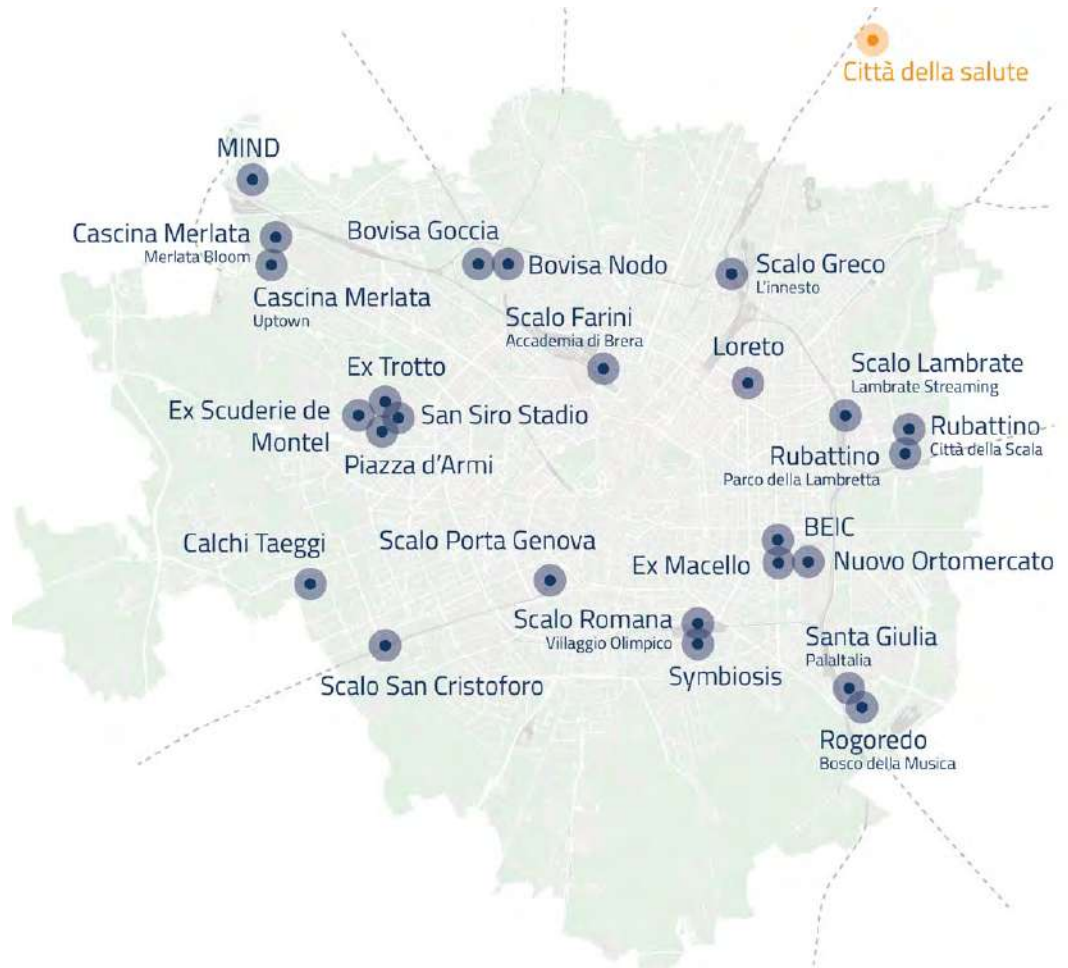 Città della salute
MIND
Cascina Merlata
Merlata Bloom
Bovisa Goccia
Bovisa Nodo
Scalo Greco
L'innesto
Cascina Merlata
Uptown
Scalo Farini
Accademia di Brera
Loreto
Ex Trotto
Scalo Lambrate
Lambrate Streaming
Ex Scuderie de
Montel
San Siro Stadio
Rubattino
Città della Scala
Piazza d'Armi
Rubattino
Parco della Lambretta
BEIC
Calchi Taeggi
Scalo Porta Genova
Ex Macello
Nuovo Ortomercato
Scalo Romana
Villaggio Olimpico
Santa Giulia
PalaItalia
Symbiosis
Scalo San Cristoforo
Rogoredo
Bosco della Musica